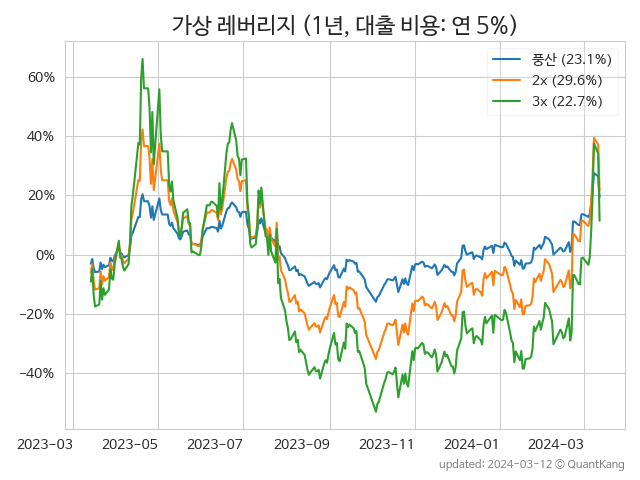 가상 레버리지 (1년, 대출 비용: 연 5%)
풍산 (23.1%)
2x (29.6%)
3x (22.7%)
60%
40%
20%
0%
−20%
−40%
2023-03
2023-05
2023-07
2023-09
2023-11
2024-01
2024-03
updated: 2024-03-12 © QuantKang